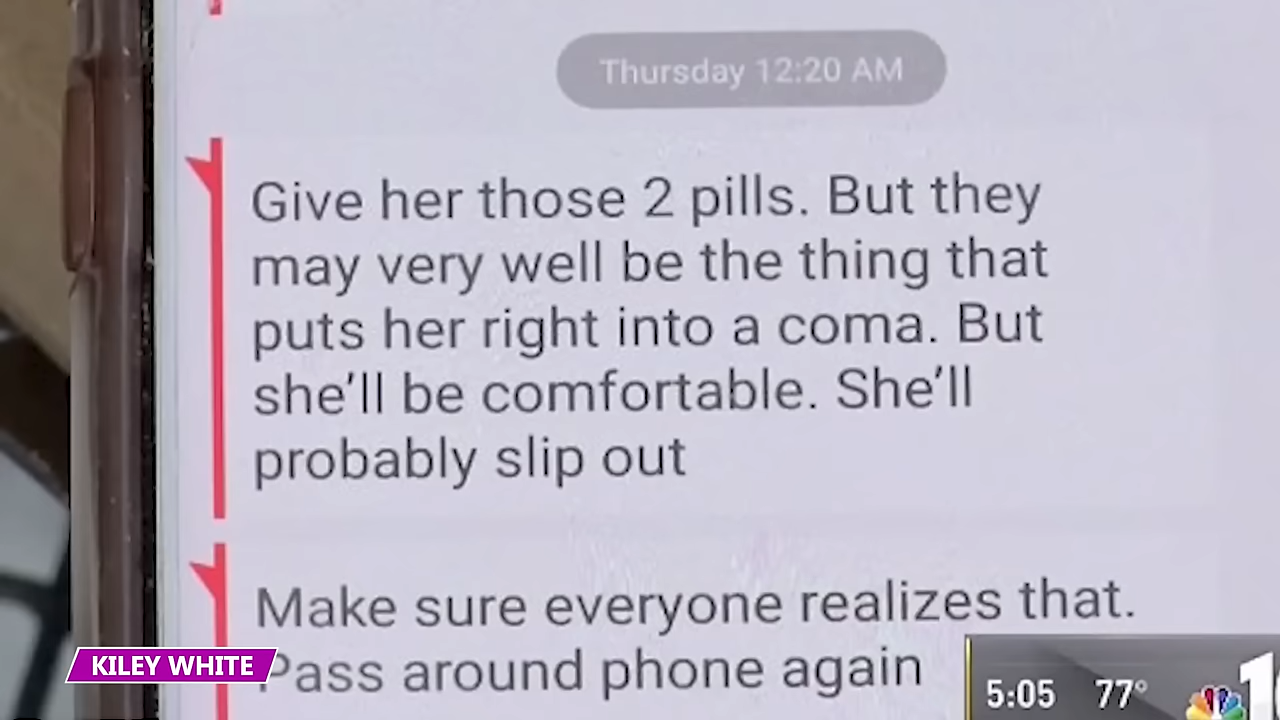 Thursday 12:20 AM
Give her those 2 pills. But they
may very well be the thing that
puts her right into a coma. But
she'll be comfortable. She'll
probably slip out
Make sure everyone realizes that.
Pass around phone again
KILEY WHITE
5:05 77°